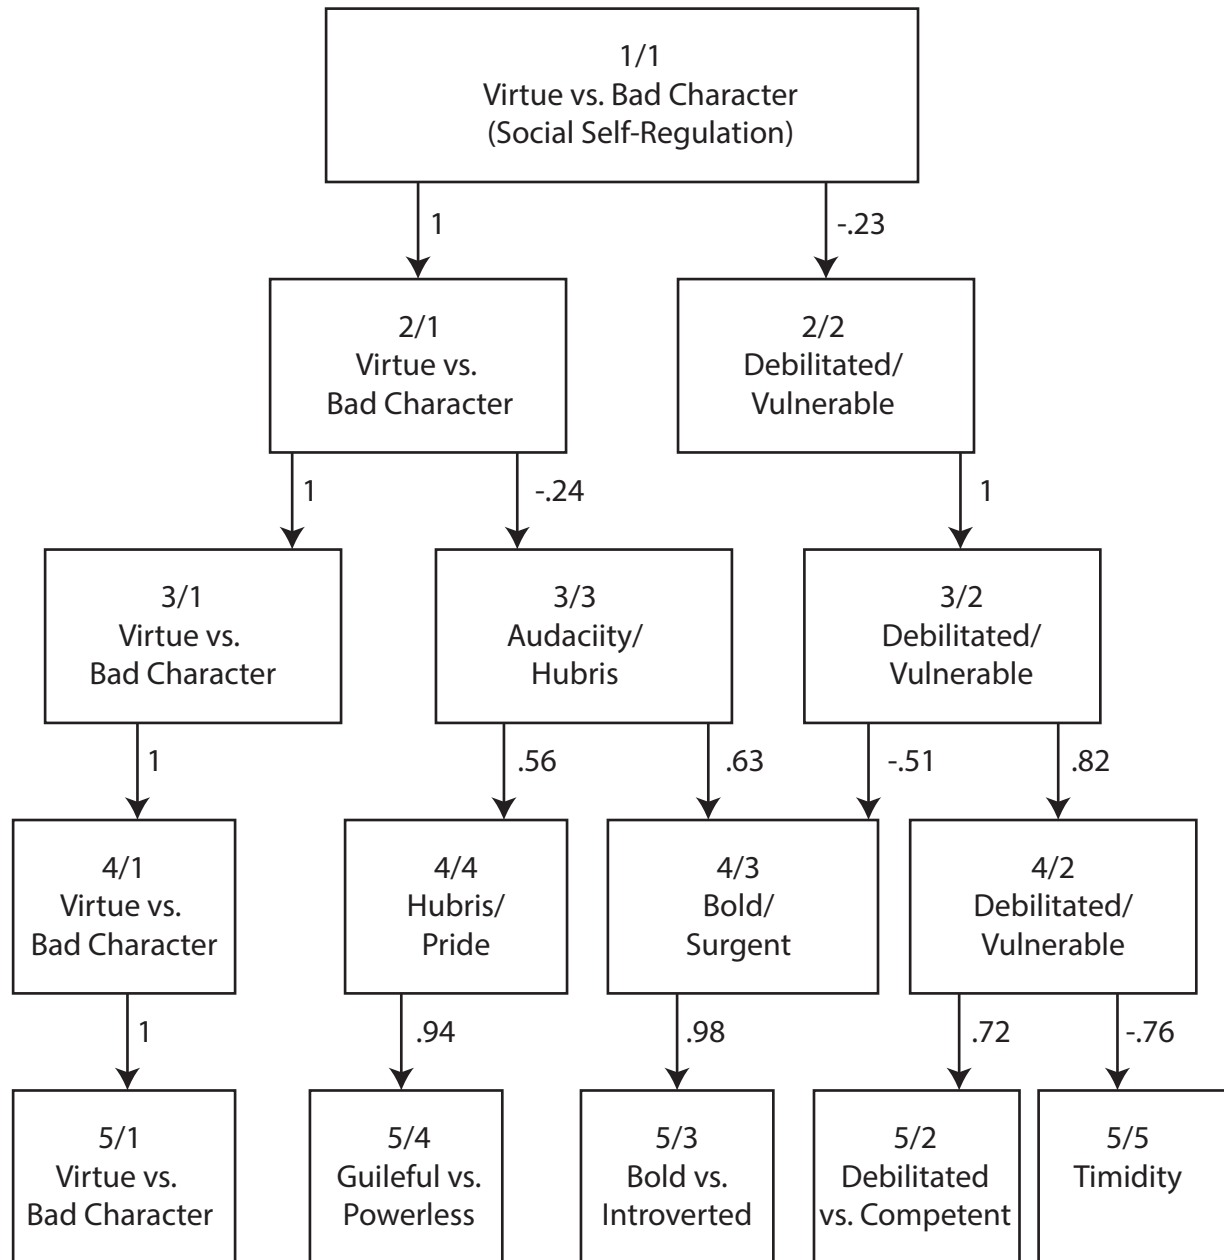 1/1
Virtue vs. Bad Character
(Social Self-Regulation)
1
-.23
2/1
Virtue vs.
Bad Character
2/2
Debilitated/
Vulnerable
1
-.24
1
3/1
Virtue vs.
Bad Character
3/3
Audaciity/
Hubris
3/2
Debilitated/
Vulnerable
1
.56
.63
-.51
.82
4/1
Virtue vs.
Bad Character
4/4
Hubris/
Pride
4/3
Bold/
Surgent
4/2
Debilitated/
Vulnerable
1
.94
.98
.72
-.76
5/1
Virtue vs.
Bad Character
5/4
Guileful vs.
Powerless
5/3
Bold vs.
Introverted
5/2
Debilitated
vs. Competent
5/5
Timidity